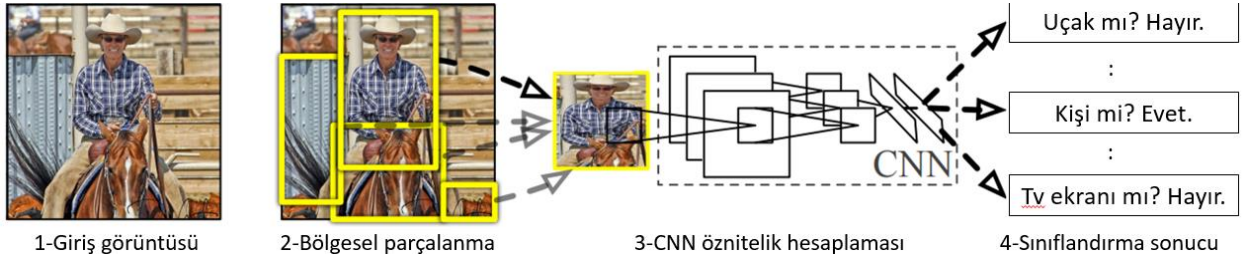 Uçak mı? Hayır.
:
Kişi mi? Evet.
:
Tv ekranı mı? Hayır.
CNN
1-Giriş görüntüsü
2-Bölgesel parçalanma
3-CNN öznitelik hesaplaması
4-Sınıflandırma sonucu